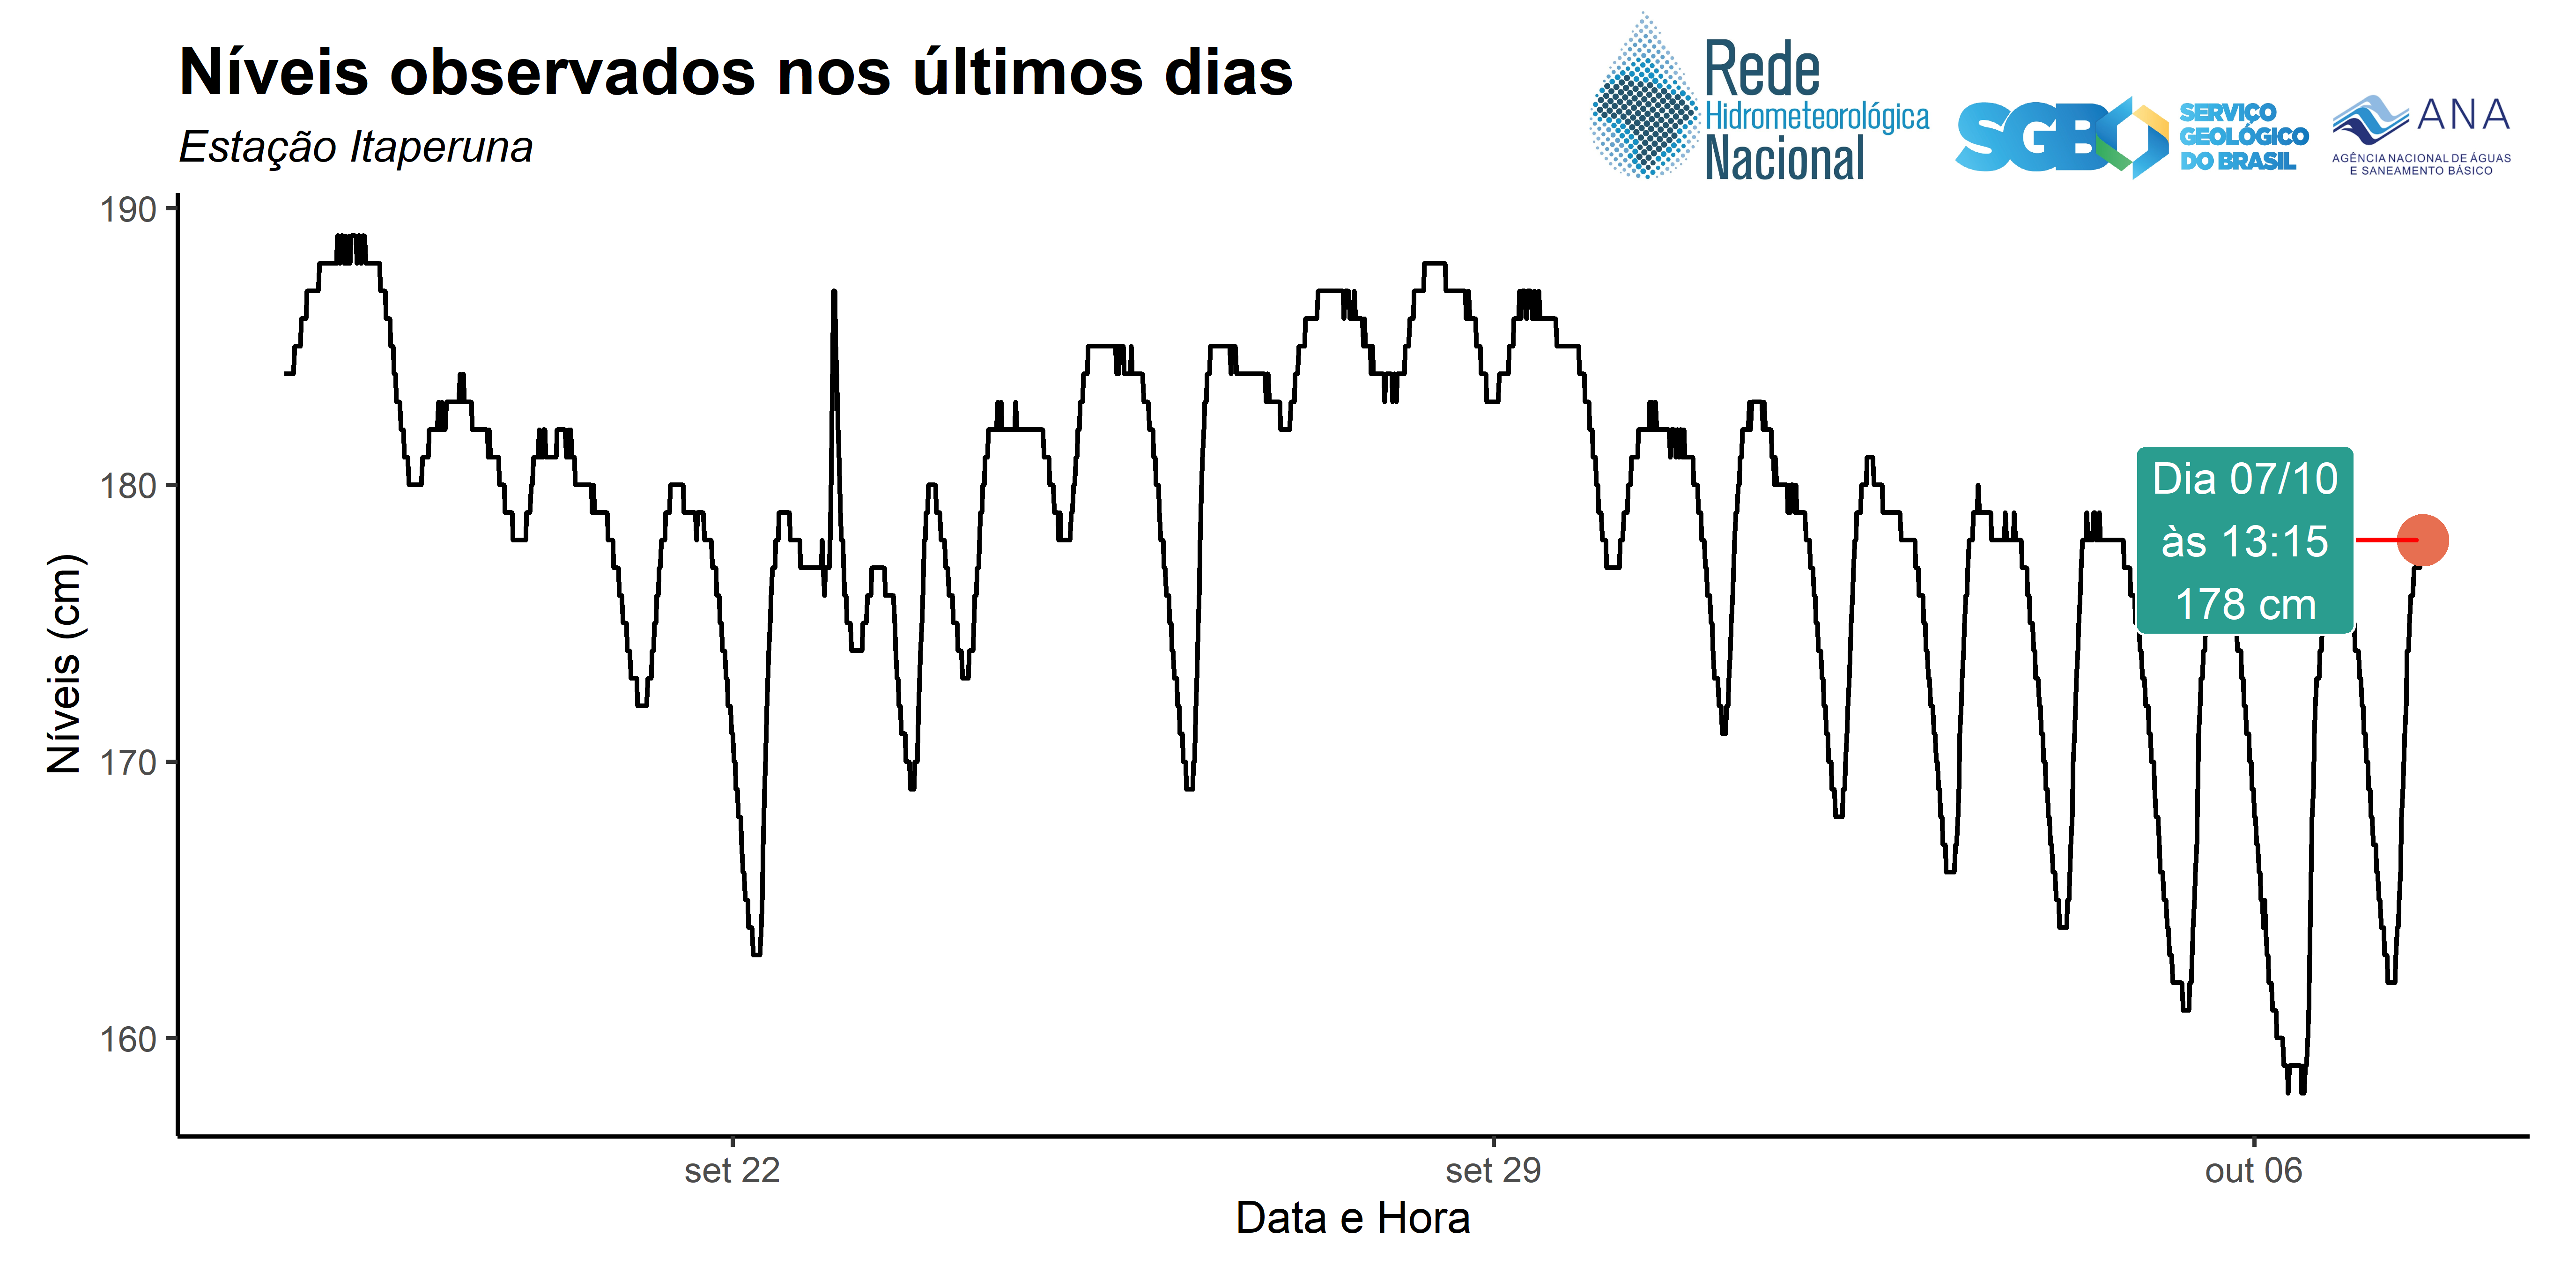 Níveis observados nos últimos dias
Estação Itaperuna
Rede
Hidrometeorológica
Nacional
SGB
SERVIÇO
GEOLÓGICO
DO BRASIL
ANA
AGÊNCIA NACIONAL DE ÁGUAS
E SANEAMENTO BÁSICO
190
180
170
160
Níveis (cm)
Dia 07/10
às 13:15
178 cm
set 22
set 29
out 06
Data e Hora